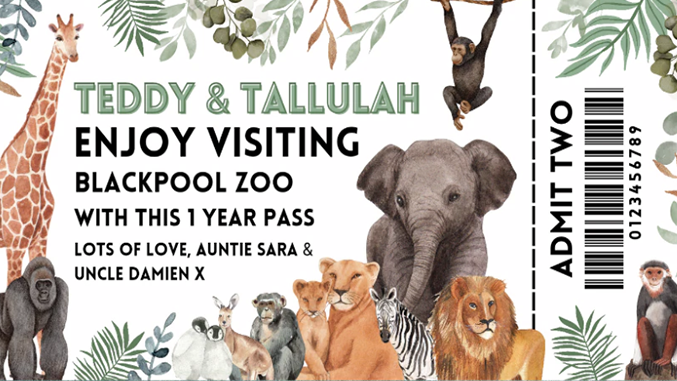 TEDDY & TALLULAH
ENJOY VISITING
BLACKPOOL ZOO
WITH THIS 1 YEAR PASS
LOTS OF LOVE, AUNTIE SARA &
UNCLE DAMIEN X
ADMIT TWO
0123456789